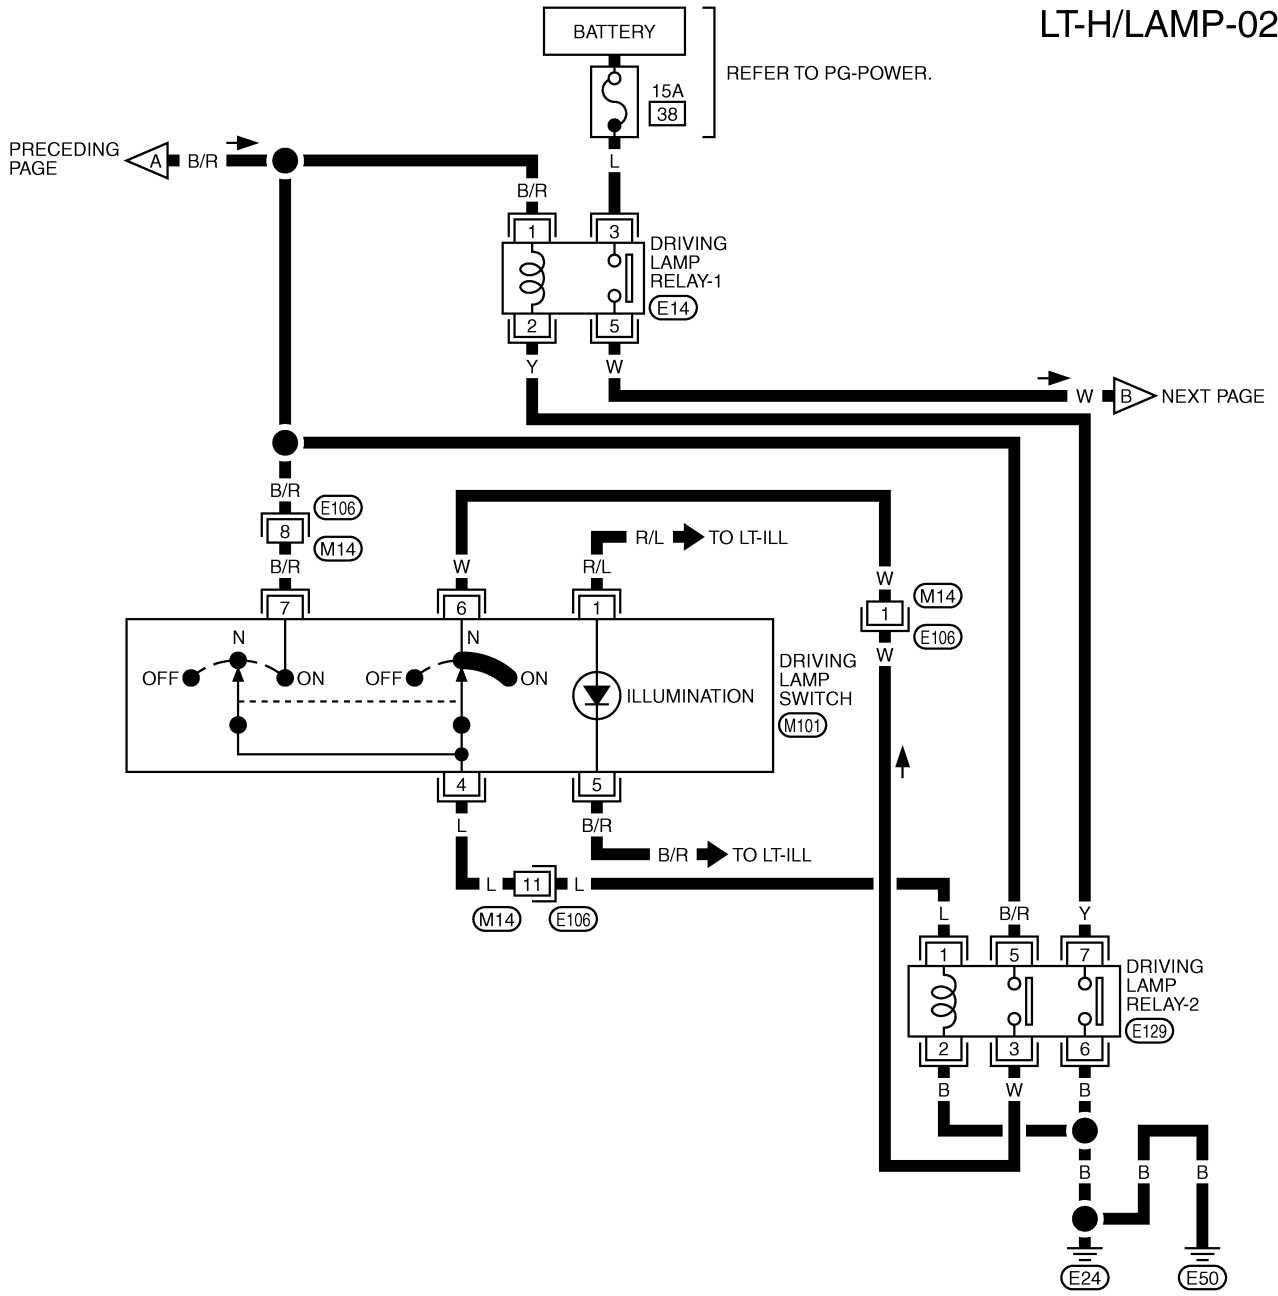 LT-H/LAMP-02
BATTERY
REFER TO PG-POWER.
15A
38
PRECEDING
PAGE
A
B/R
L
B/R
1
3
DRIVING
LAMP
RELAY-1
E14
2
5
Y
W
W
B
NEXT PAGE
B/R
E106
8
M14
B/R
W
R/L
TO LT-ILL
R/L
W
1
M14
E106
W
7
6
1
N
OFF
ON
N
OFF
ON
ILLUMINATION
DRIVING
LAMP
SWITCH
M101
4
5
L
B/R
B/R
TO LT-ILL
L
11
L
M14
E106
L
B/R
Y
1
5
7
DRIVING
LAMP
RELAY-2
E129
2
3
6
B
W
B
B
B
B
E24
E50